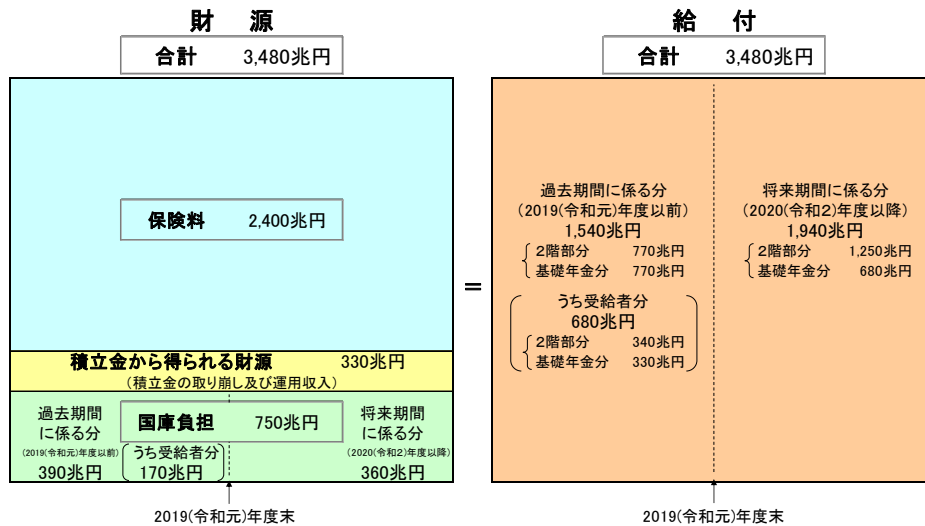 財　源
合計　3,480兆円
保険料　2,400兆円
積立金から得られる財源　330兆円
(積立金の取り崩し及び運用収入)
国庫負担　750兆円
過去期間
に係る分
(2019(令和元)年度以前)
390兆円
うち受給者分
170兆円
将来期間
に係る分
(2020(令和2)年度以降)
360兆円
2019(令和元)年度末
＝
給　付
合計　3,480兆円
過去期間に係る分
(2019(令和元)年度以前)
1,540兆円
2階部分　770兆円
基礎年金分　770兆円
うち受給者分
680兆円
2階部分　340兆円
基礎年金分　330兆円
将来期間に係る分
(2020(令和2)年度以降)
1,940兆円
2階部分　1,250兆円
基礎年金分　680兆円
2019(令和元)年度末